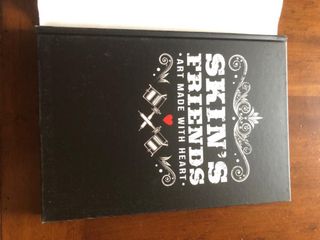 SKIN'S
FRIENDS
• ART MADE WITH HEART •